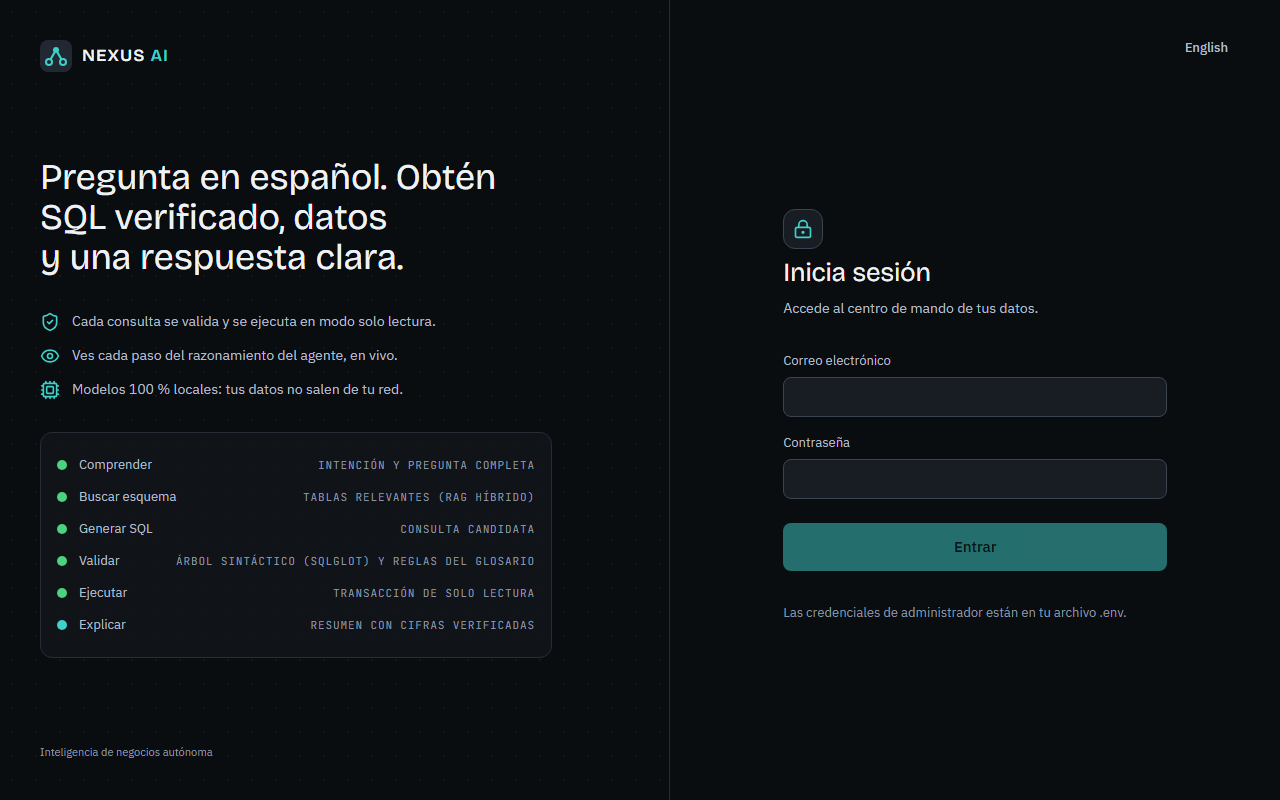 NEXUS AI
English
Pregunta en español. Obtén
SQL verificado, datos
y una respuesta clara.
Cada consulta se valida y se ejecuta en modo solo lectura.
Ves cada paso del razonamiento del agente, en vivo.
Modelos 100 % locales: tus datos no salen de tu red.
Comprender INTENCIÓN Y PREGUNTA COMPLETA
Buscar esquema TABLAS RELEVANTES (RAG HÍBRIDO)
Generar SQL CONSULTA CANDIDATA
Validar ÁRBOL SINTÁCTICO (SQLGLOT) Y REGLAS DEL GLOSARIO
Ejecutar TRANSACCIÓN DE SOLO LECTURA
Explicar RESUMEN CON CIFRAS VERIFICADAS
Inteligencia de negocios autónoma
Inicia sesión
Accede al centro de mando de tus datos.
Correo electrónico
Contraseña
Entrar
Las credenciales de administrador están en tu archivo .env.